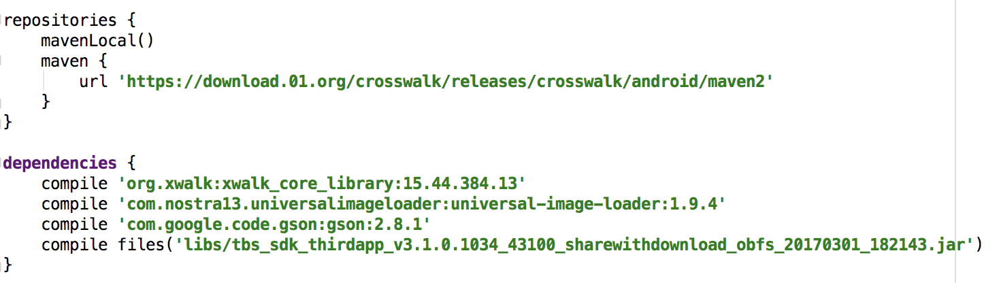 repositories {
    mavenLocal()
    maven {
        url 'https://download.01.org/crosswalk/releases/crosswalk/android/maven2'
    }
}
dependencies {
    compile 'org.xwalk:xwalk_core_library:15.44.384.13'
    compile 'com.nostra13.universalimageloader:universal-image-loader:1.9.4'
    compile 'com.google.code.gson:gson:2.8.1'
    compile files('libs/tbs_sdk_thirdapp_v3.1.0.1034_43100_sharewithdownload_obfs_20170301_182143.jar')
}